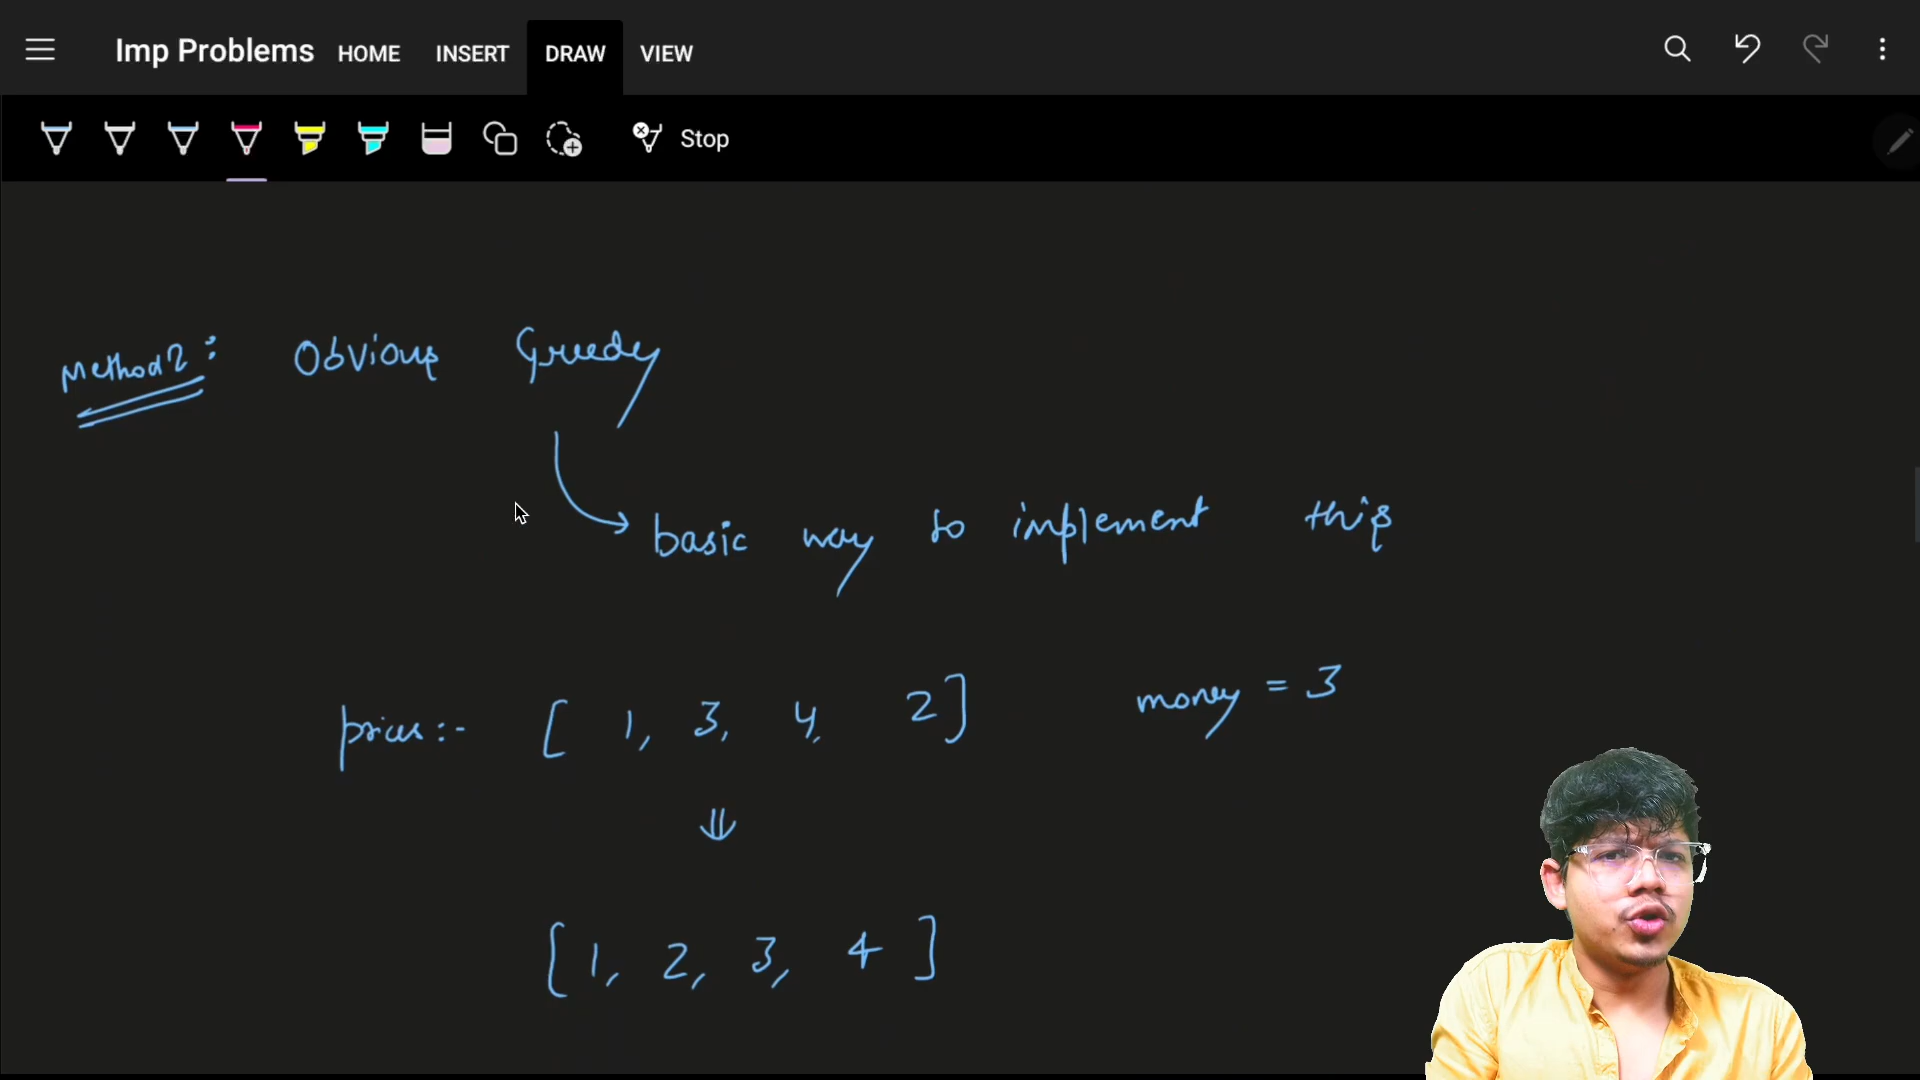 Imp Problems HOME INSERT DRAW VIEW
Stop
Method2: Obvious Greedy
basic way to implement this
prices:- [ 1, 3, 4, 2] money = 3
[ 1, 2, 3, 4 ]